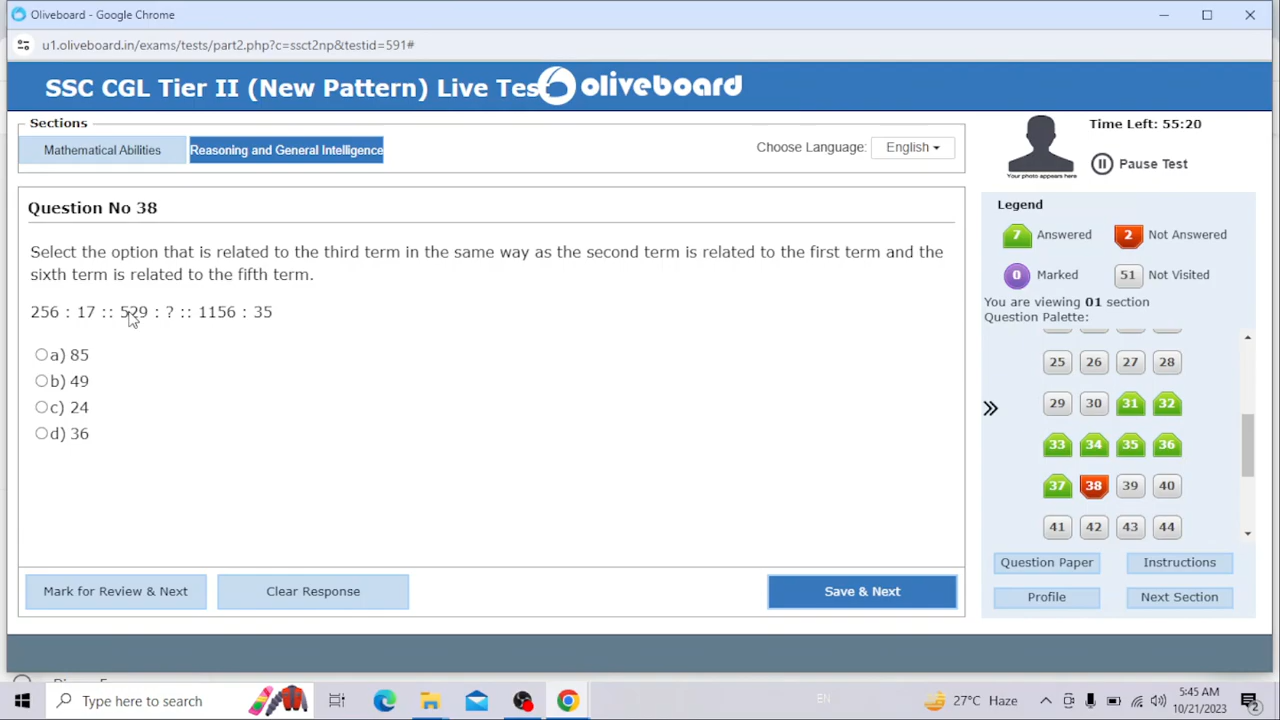 Oliveboard - Google Chrome
u1.oliveboard.in/exams/tests/part2.php?c=ssct2np&testid=591#
SSC CGL Tier II (New Pattern) Live Tes
oliveboard
Sections
Mathematical Abilities
Reasoning and General Intelligence
Choose Language:
English
Your photo appears here
Time Left: 55:20
Pause Test
Question No 38
Select the option that is related to the third term in the same way as the second term is related to the first term and the
sixth term is related to the fifth term.
256 : 17 :: 529 : ? :: 1156 : 35
a) 85
b) 49
c) 24
d) 36
Legend
7 Answered
2 Not Answered
0 Marked
51 Not Visited
You are viewing 01 section
Question Palette:
25 26 27 28
29 30 31 32
33 34 35 36
37 38 39 40
41 42 43 44
Mark for Review & Next
Clear Response
Save & Next
Question Paper
Instructions
Profile
Next Section
Type here to search
EN
27°C Haze
5:45 AM
10/21/2023
2